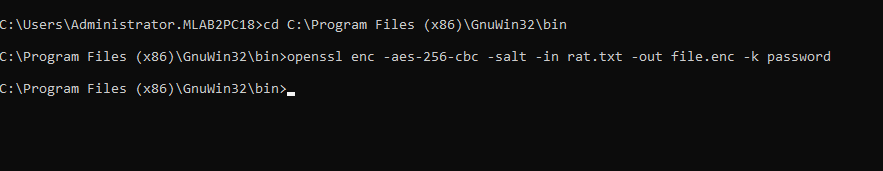 C:\Users\Administrator.MLAB2PC18>cd C:\Program Files (x86)\GnuWin32\bin
C:\Program Files (x86)\GnuWin32\bin>openssl enc -aes-256-cbc -salt -in rat.txt -out file.enc -k password
C:\Program Files (x86)\GnuWin32\bin>